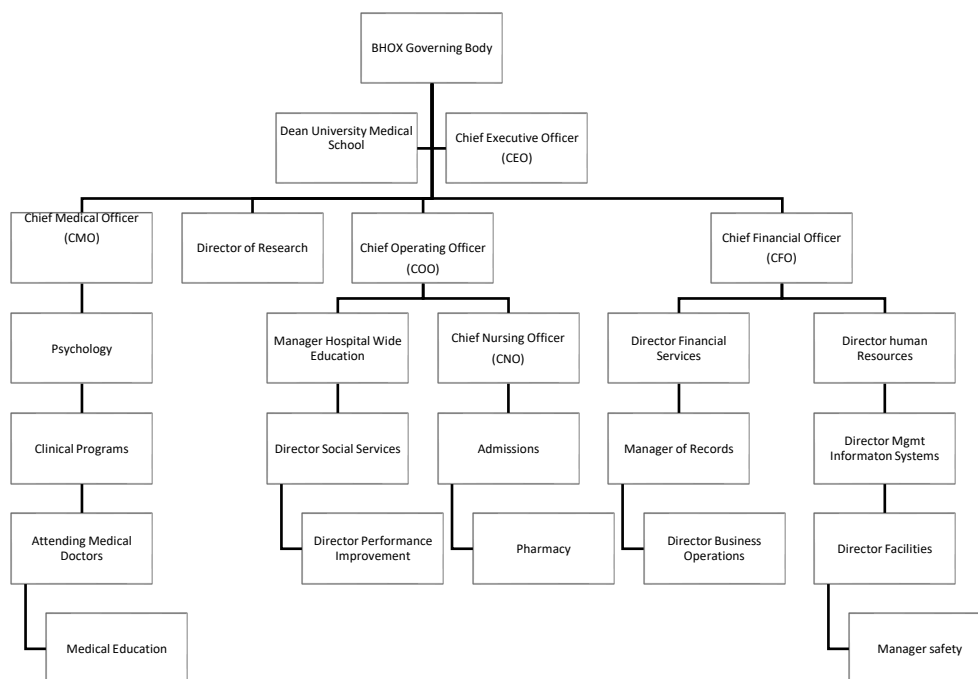 BHOX Governing Body
Dean University Medical
School
Chief Executive Officer
(CEO)
Chief Medical Officer
(CMO)
Director of Research
Chief Operating Officer
(COO)
Chief Financial Officer
(CFO)
Psychology
Manager Hospital Wide
Education
Chief Nursing Officer
(CNO)
Director Financial
Services
Director human
Resources
Clinical Programs
Director Social Services
Admissions
Manager of Records
Director Mgmt
Informaton Systems
Attending Medical
Doctors
Director Performance
Improvement
Pharmacy
Director Business
Operations
Director Facilities
Medical Education
Manager safety